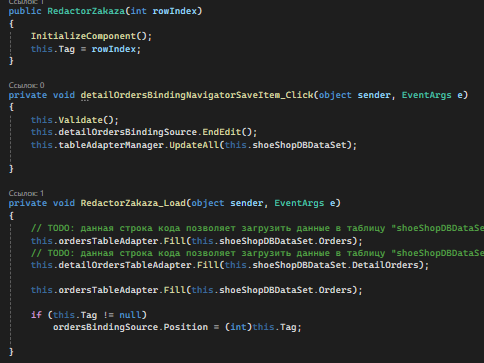 Ссылок: 1
public RedactorZakaza(int rowIndex)
{
InitializeComponent();
this.Tag = rowIndex;
}
Ссылок: 0
private void detailOrdersBindingNavigatorSaveItem_Click(object sender, EventArgs e)
{
this.Validate();
this.detailOrdersBindingSource.EndEdit();
this.tableAdapterManager.UpdateAll(this.shoeShopDBDataSet);
}
Ссылок: 1
private void RedactorZakaza_Load(object sender, EventArgs e)
{
// TODO: данная строка кода позволяет загрузить данные в таблицу "shoeShopDBDataSe
this.ordersTableAdapter.Fill(this.shoeShopDBDataSet.Orders);
// TODO: данная строка кода позволяет загрузить данные в таблицу "shoeShopDBDataSe
this.detailOrdersTableAdapter.Fill(this.shoeShopDBDataSet.DetailOrders);
this.ordersTableAdapter.Fill(this.shoeShopDBDataSet.Orders);
if (this.Tag != null)
ordersBindingSource.Position = (int)this.Tag;
}